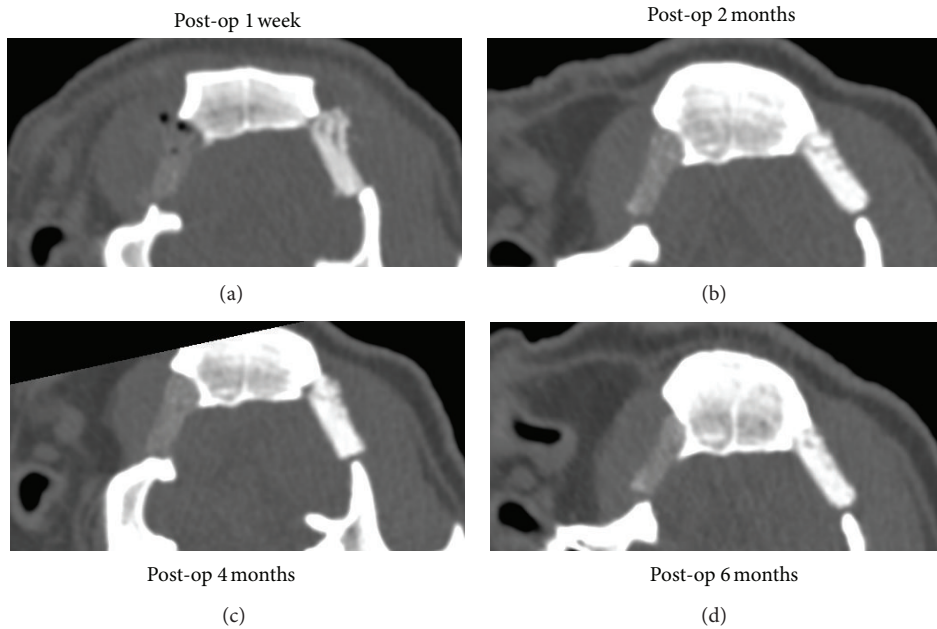 Post-op 1 week
Post-op 2 months
(a)
(b)
Post-op 4 months
Post-op 6 months
(c)
(d)